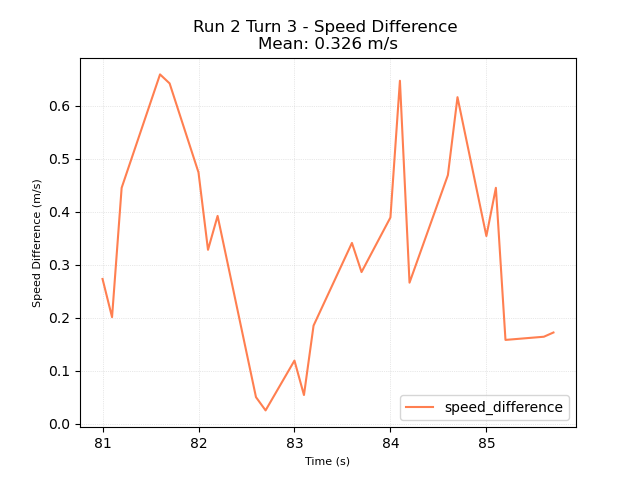 Run 2 Turn 3 - Speed Difference
Mean: 0.326 m/s
Speed Difference (m/s)
0.6
0.5
0.4
0.3
0.2
0.1
0.0
81
82
83
84
85
Time (s)
speed_difference